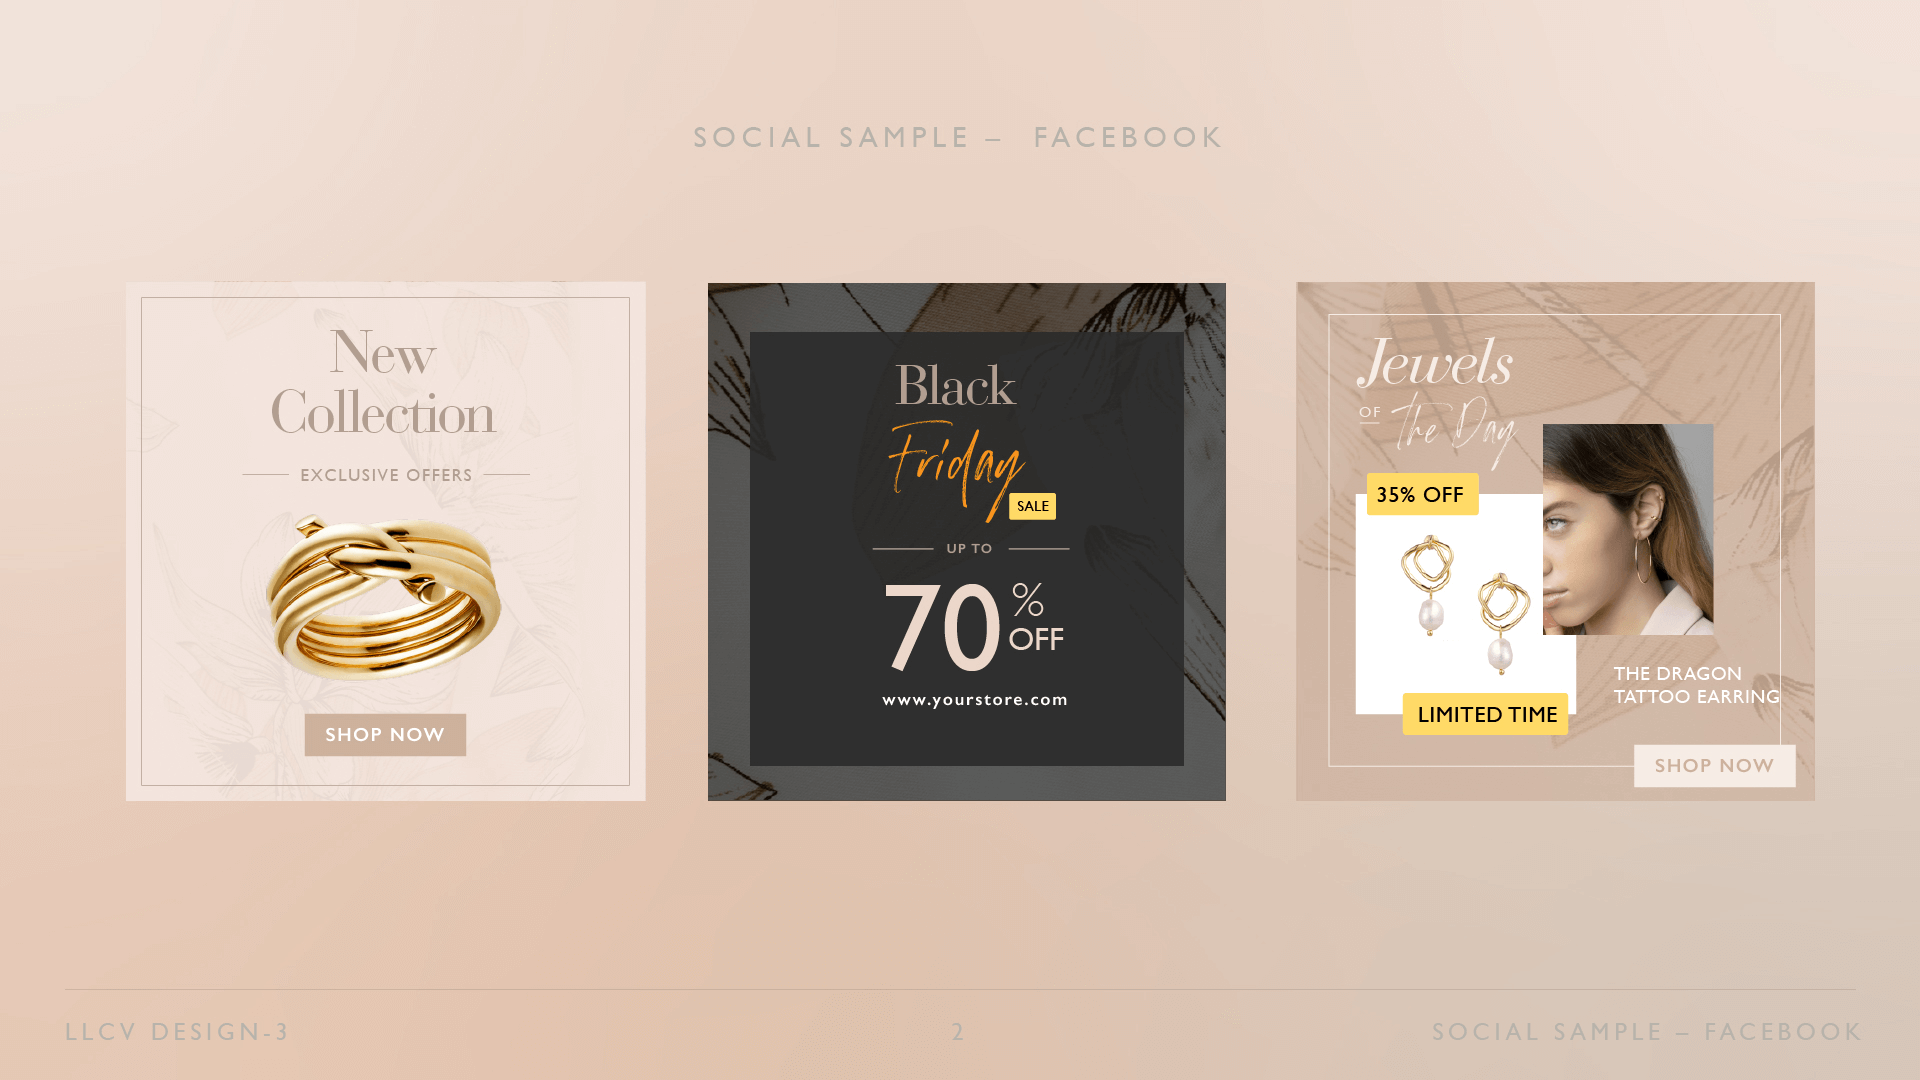 SOCIAL SAMPLE – FACEBOOK
New
Collection
EXCLUSIVE OFFERS
SHOP NOW
Black
Friday
SALE
UP TO
70% OFF
www.yourstore.com
Jewels
OF The Day
35% OFF
LIMITED TIME
THE DRAGON
TATTOO EARRING
SHOP NOW
LLCV DESIGN-3
2
SOCIAL SAMPLE – FACEBOOK